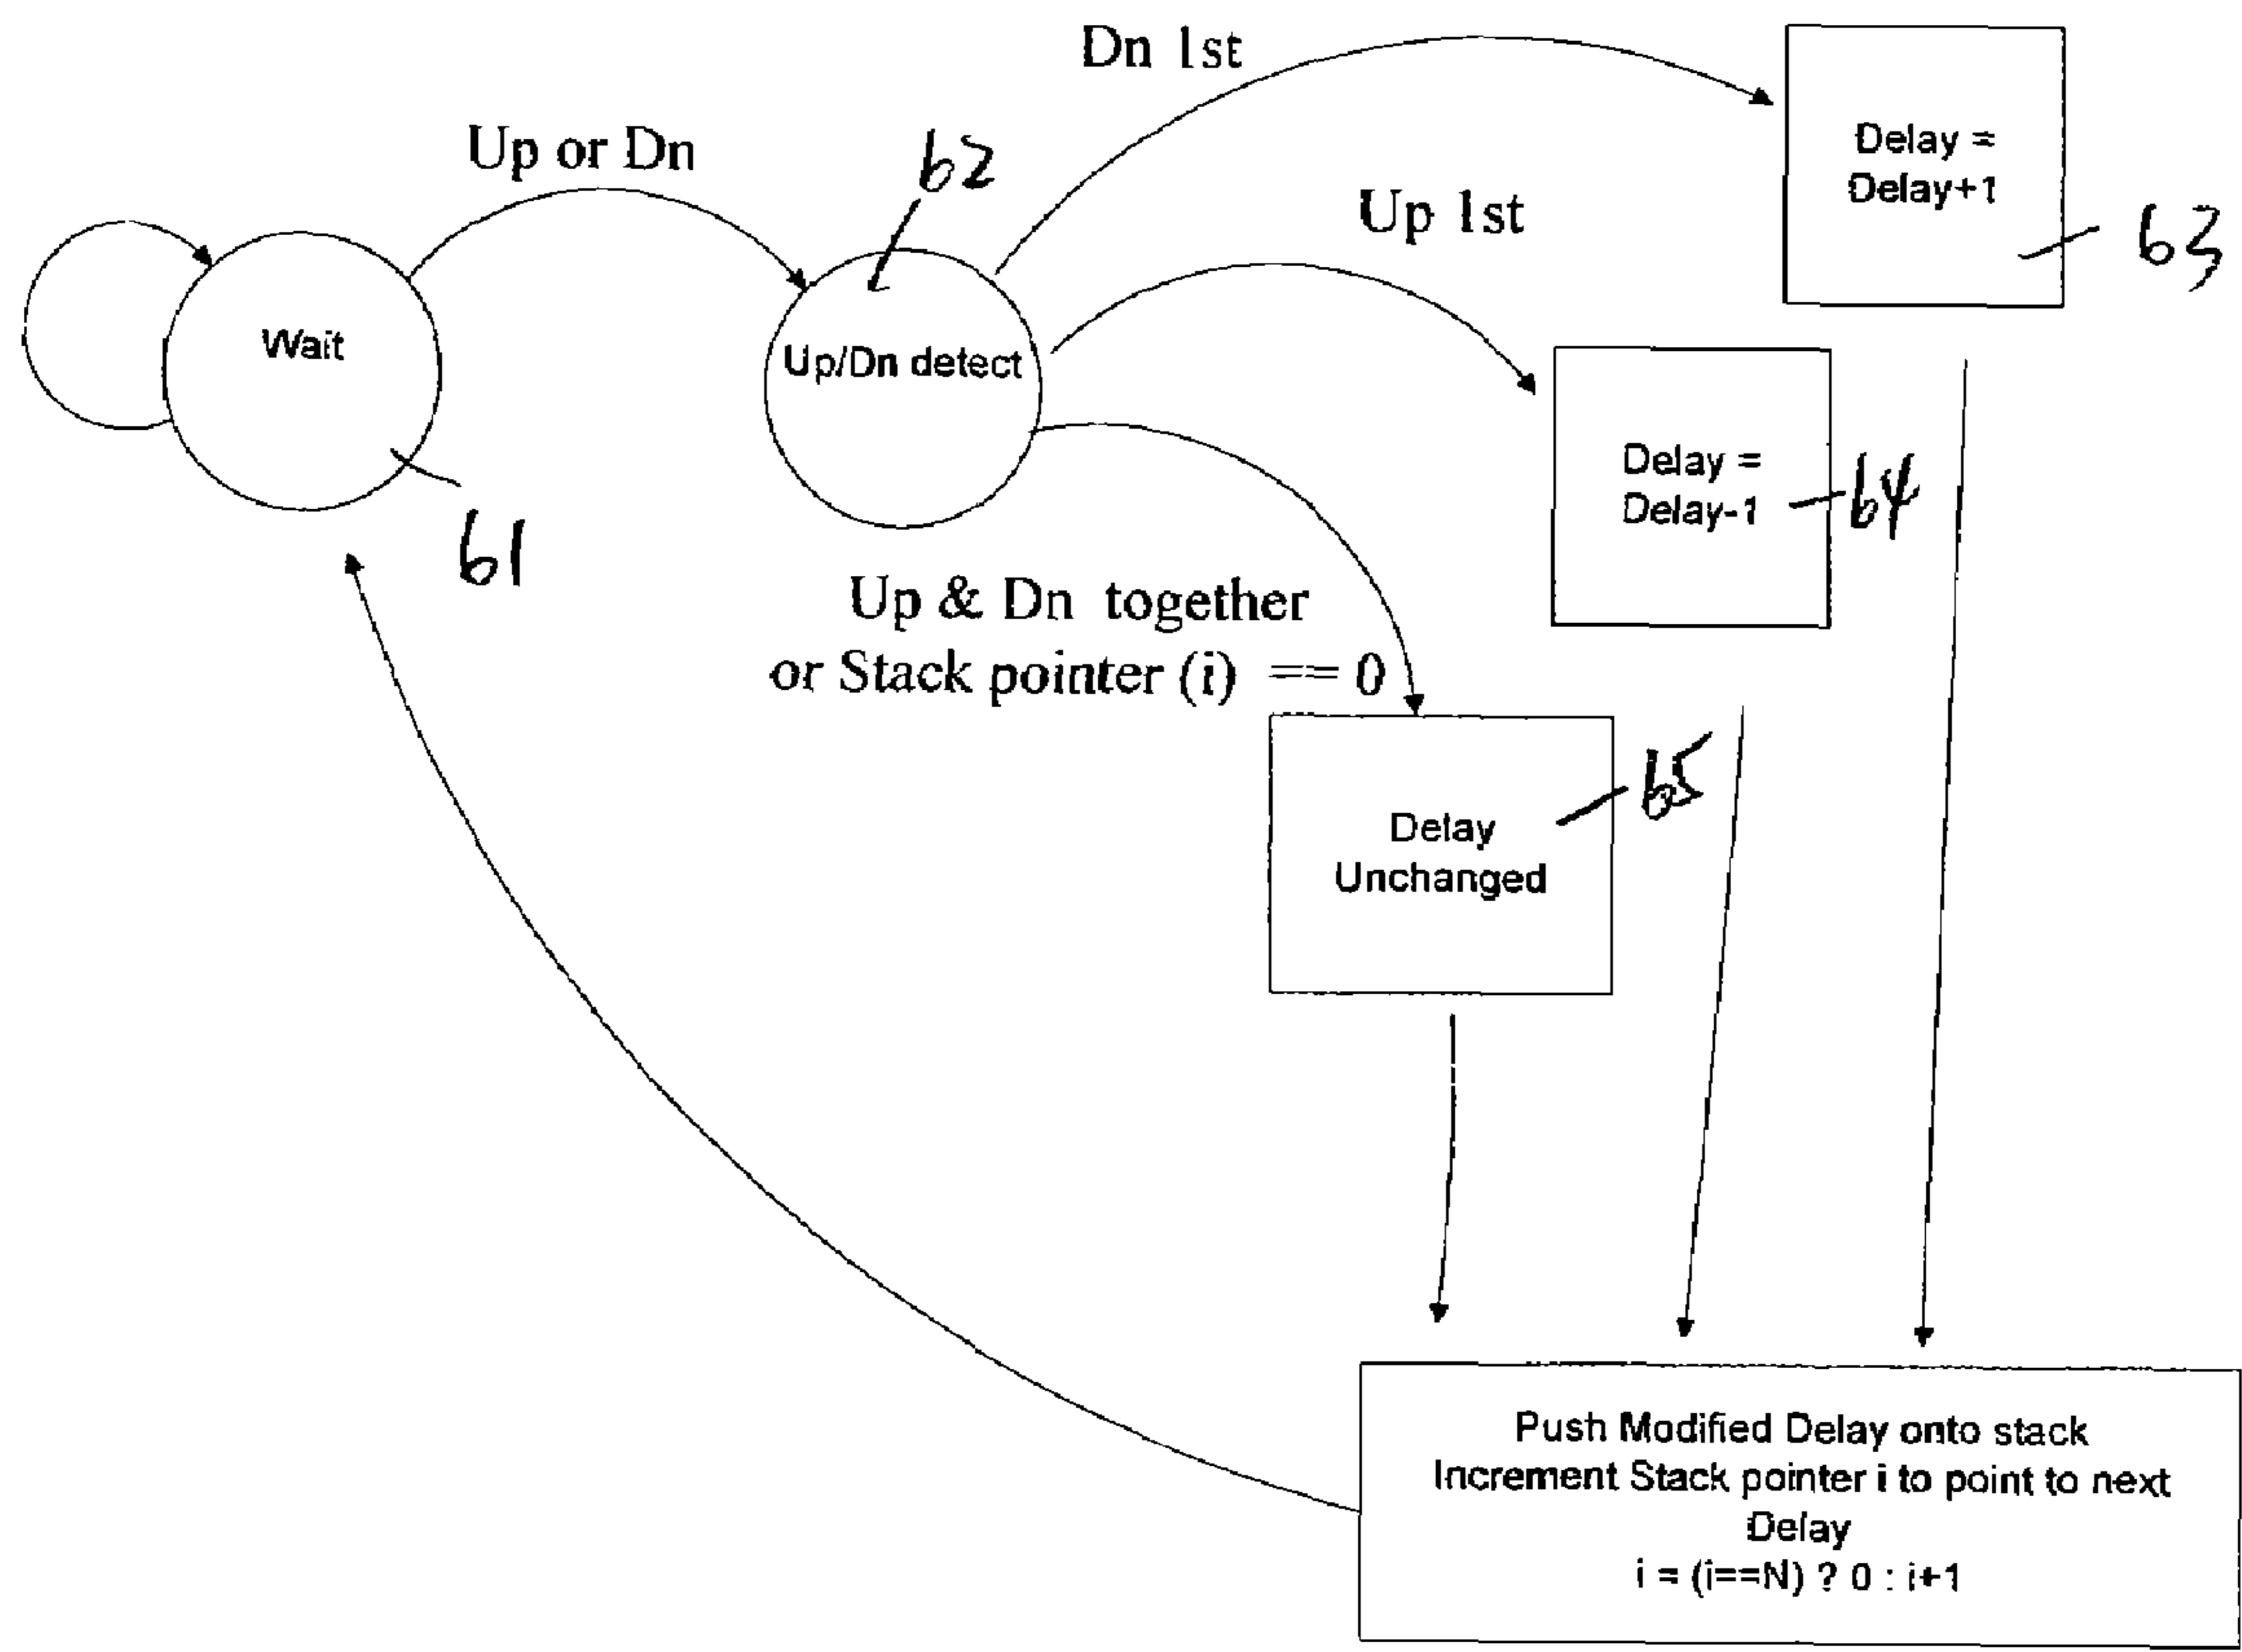 Dn 1st
Up or Dn
62
Delay =
Delay+1
Up 1st
63
Wait
Up/Dn detect
Delay =
Delay-1
64
61
Up & Dn together
or Stack pointer (i) == 0
65
Delay
Unchanged
Push Modified Delay onto stack
Increment Stack pointer i to point to next
Delay
i = (i==N) ? 0 : i+1